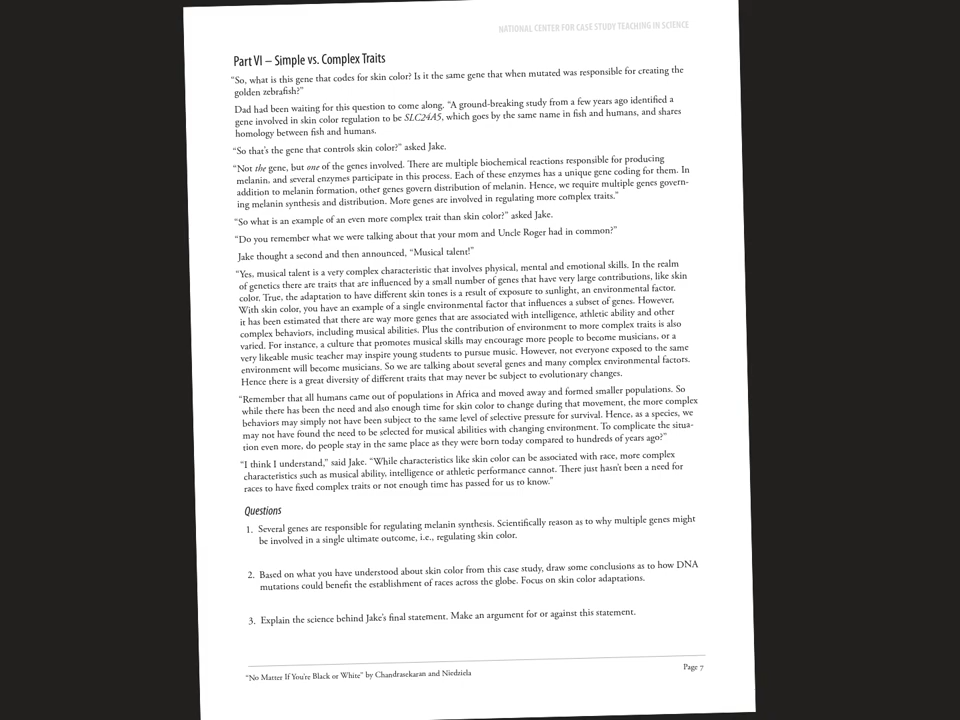 NATIONAL CENTER FOR CASE STUDY TEACHING IN SCIENCE
Part VI – Simple vs. Complex Traits
“So, what is this gene that codes for skin color? Is it the same gene that when mutated was responsible for creating the
golden zebrafish?”
Dad had been waiting for this question to come along. “A ground-breaking study from a few years ago identified a
gene involved in skin color regulation to be SLC24A5, which goes by the same name in fish and humans, and shares
homology between fish and humans.
“So that’s the gene that controls skin color?” asked Jake.
“Not the gene, but one of the genes involved. There are multiple biochemical reactions responsible for producing
melanin, and several enzymes participate in this process. Each of these enzymes has a unique gene coding for them. In
addition to melanin formation, other genes govern distribution of melanin. Hence, we require multiple genes govern-
ing melanin synthesis and distribution. More genes are involved in regulating more complex traits.”
“So what is an example of an even more complex trait than skin color?” asked Jake.
“Do you remember what we were talking about that your mom and Uncle Roger had in common?”
Jake thought a second and then announced, “Musical talent!”
“Yes, musical talent is a very complex characteristic that involves physical, mental and emotional skills. In the realm
of genetics there are traits that are influenced by a small number of genes that have very large contributions, like skin
color. True, the adaptation to have different skin tones is a result of exposure to sunlight, an environmental factor.
With skin color, you have an example of a single environmental factor that influences a subset of genes. However,
it has been estimated that there are way more genes that are associated with intelligence, athletic ability and other
complex behaviors, including musical abilities. Plus the contribution of environment to more complex traits is also
varied. For instance, a culture that promotes musical skills may encourage more people to become musicians, or a
very likeable music teacher may inspire young students to pursue music. However, not everyone exposed to the same
environment will become musicians. So we are talking about several genes and many complex environmental factors.
Hence there is a great diversity of different traits that may never be subject to evolutionary changes.
“Remember that all humans came out of populations in Africa and moved away and formed smaller populations. So
while there has been the need and also enough time for skin color to change during that movement, the more complex
behaviors may simply not have been subject to the same level of selective pressure for survival. Hence, as a species, we
may not have found the need to be selected for musical abilities with changing environment. To complicate the situa-
tion even more, do people stay in the same place as they were born today compared to hundreds of years ago?”
“I think I understand,” said Jake. “While characteristics like skin color can be associated with race, more complex
characteristics such as musical ability, intelligence or athletic performance cannot. There just hasn’t been a need for
races to have fixed complex traits or not enough time has passed for us to know.”
Questions
1. Several genes are responsible for regulating melanin synthesis. Scientifically reason as to why multiple genes might
be involved in a single ultimate outcome, i.e., regulating skin color.
2. Based on what you have understood about skin color from this case study, draw some conclusions as to how DNA
mutations could benefit the establishment of races across the globe. Focus on skin color adaptations.
3. Explain the science behind Jake’s final statement. Make an argument for or against this statement.
“No Matter If You’re Black or White” by Chandrasekaran and Niedziela
Page 7